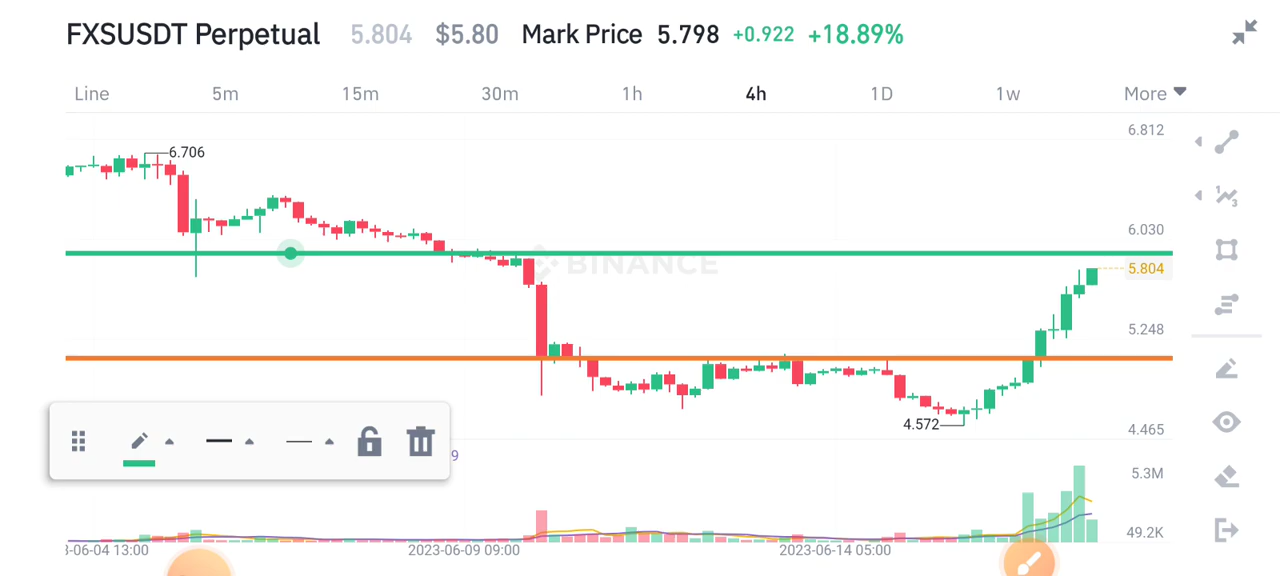 FXSUSDT Perpetual 5.804 $5.80 Mark Price 5.798 +0.922 +18.89%
Line 5m 15m 30m 1h 4h 1D 1w More
6.812
6.706
6.030
BINANCE
5.804
5.248
4.572
4.465
9
5.3M
49.2K
3-06-04 13:00 2023-06-09 09:00 2023-06-14 05:00